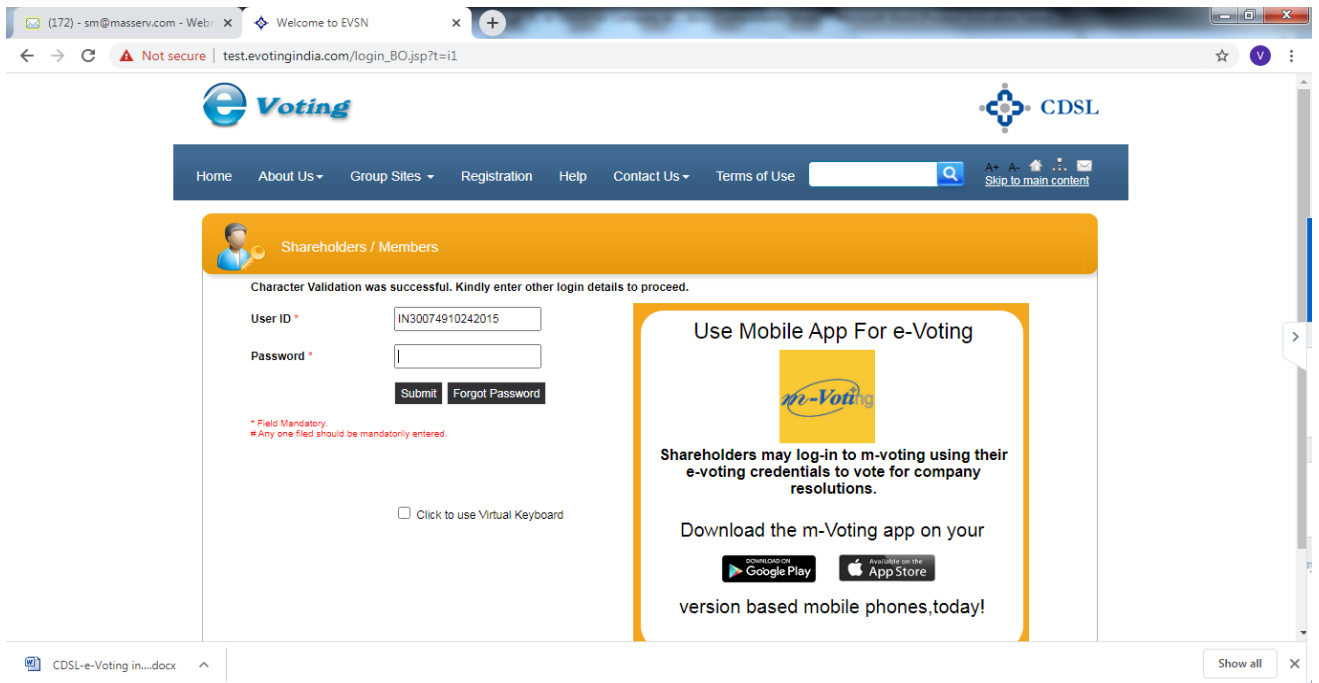 (172) - sm@masserv.com - Webm
Welcome to EVSN
Not secure | test.evotingindia.com/login_BO.jsp?t=i1
V
e Voting
CDSL
Home About Us Group Sites Registration Help Contact Us Terms of Use
A+ A-
Skip to main content
Shareholders / Members
Character Validation was successful. Kindly enter other login details to proceed.
User ID * IN30074910242015
Password *
Submit Forgot Password
* Field Mandatory.
# Any one filed should be mandatorily entered.
Click to use Virtual Keyboard
Use Mobile App For e-Voting
m-Voting
Shareholders may log-in to m-voting using their
e-voting credentials to vote for company
resolutions.
Download the m-Voting app on your
DOWNLOAD ON
Google Play
Available on the
App Store
version based mobile phones,today!
CDSL-e-Voting in....docx
Show all